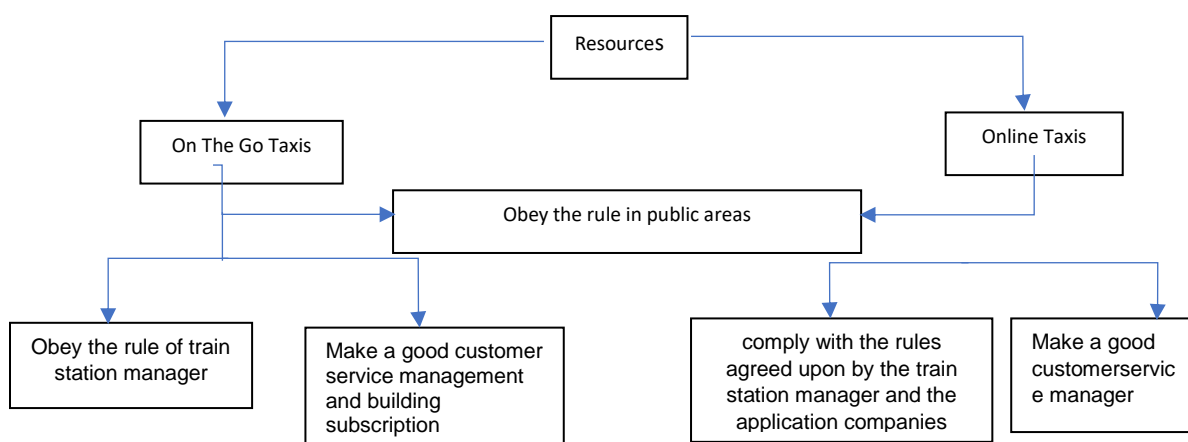 Resources
On The Go Taxis
Online Taxis
Obey the rule in public areas
Obey the rule of train
station manager
Make a good customer
service management
and building
subscription
comply with the rules
agreed upon by the train
station manager and the
application companies
Make a good
customerservic
e manager